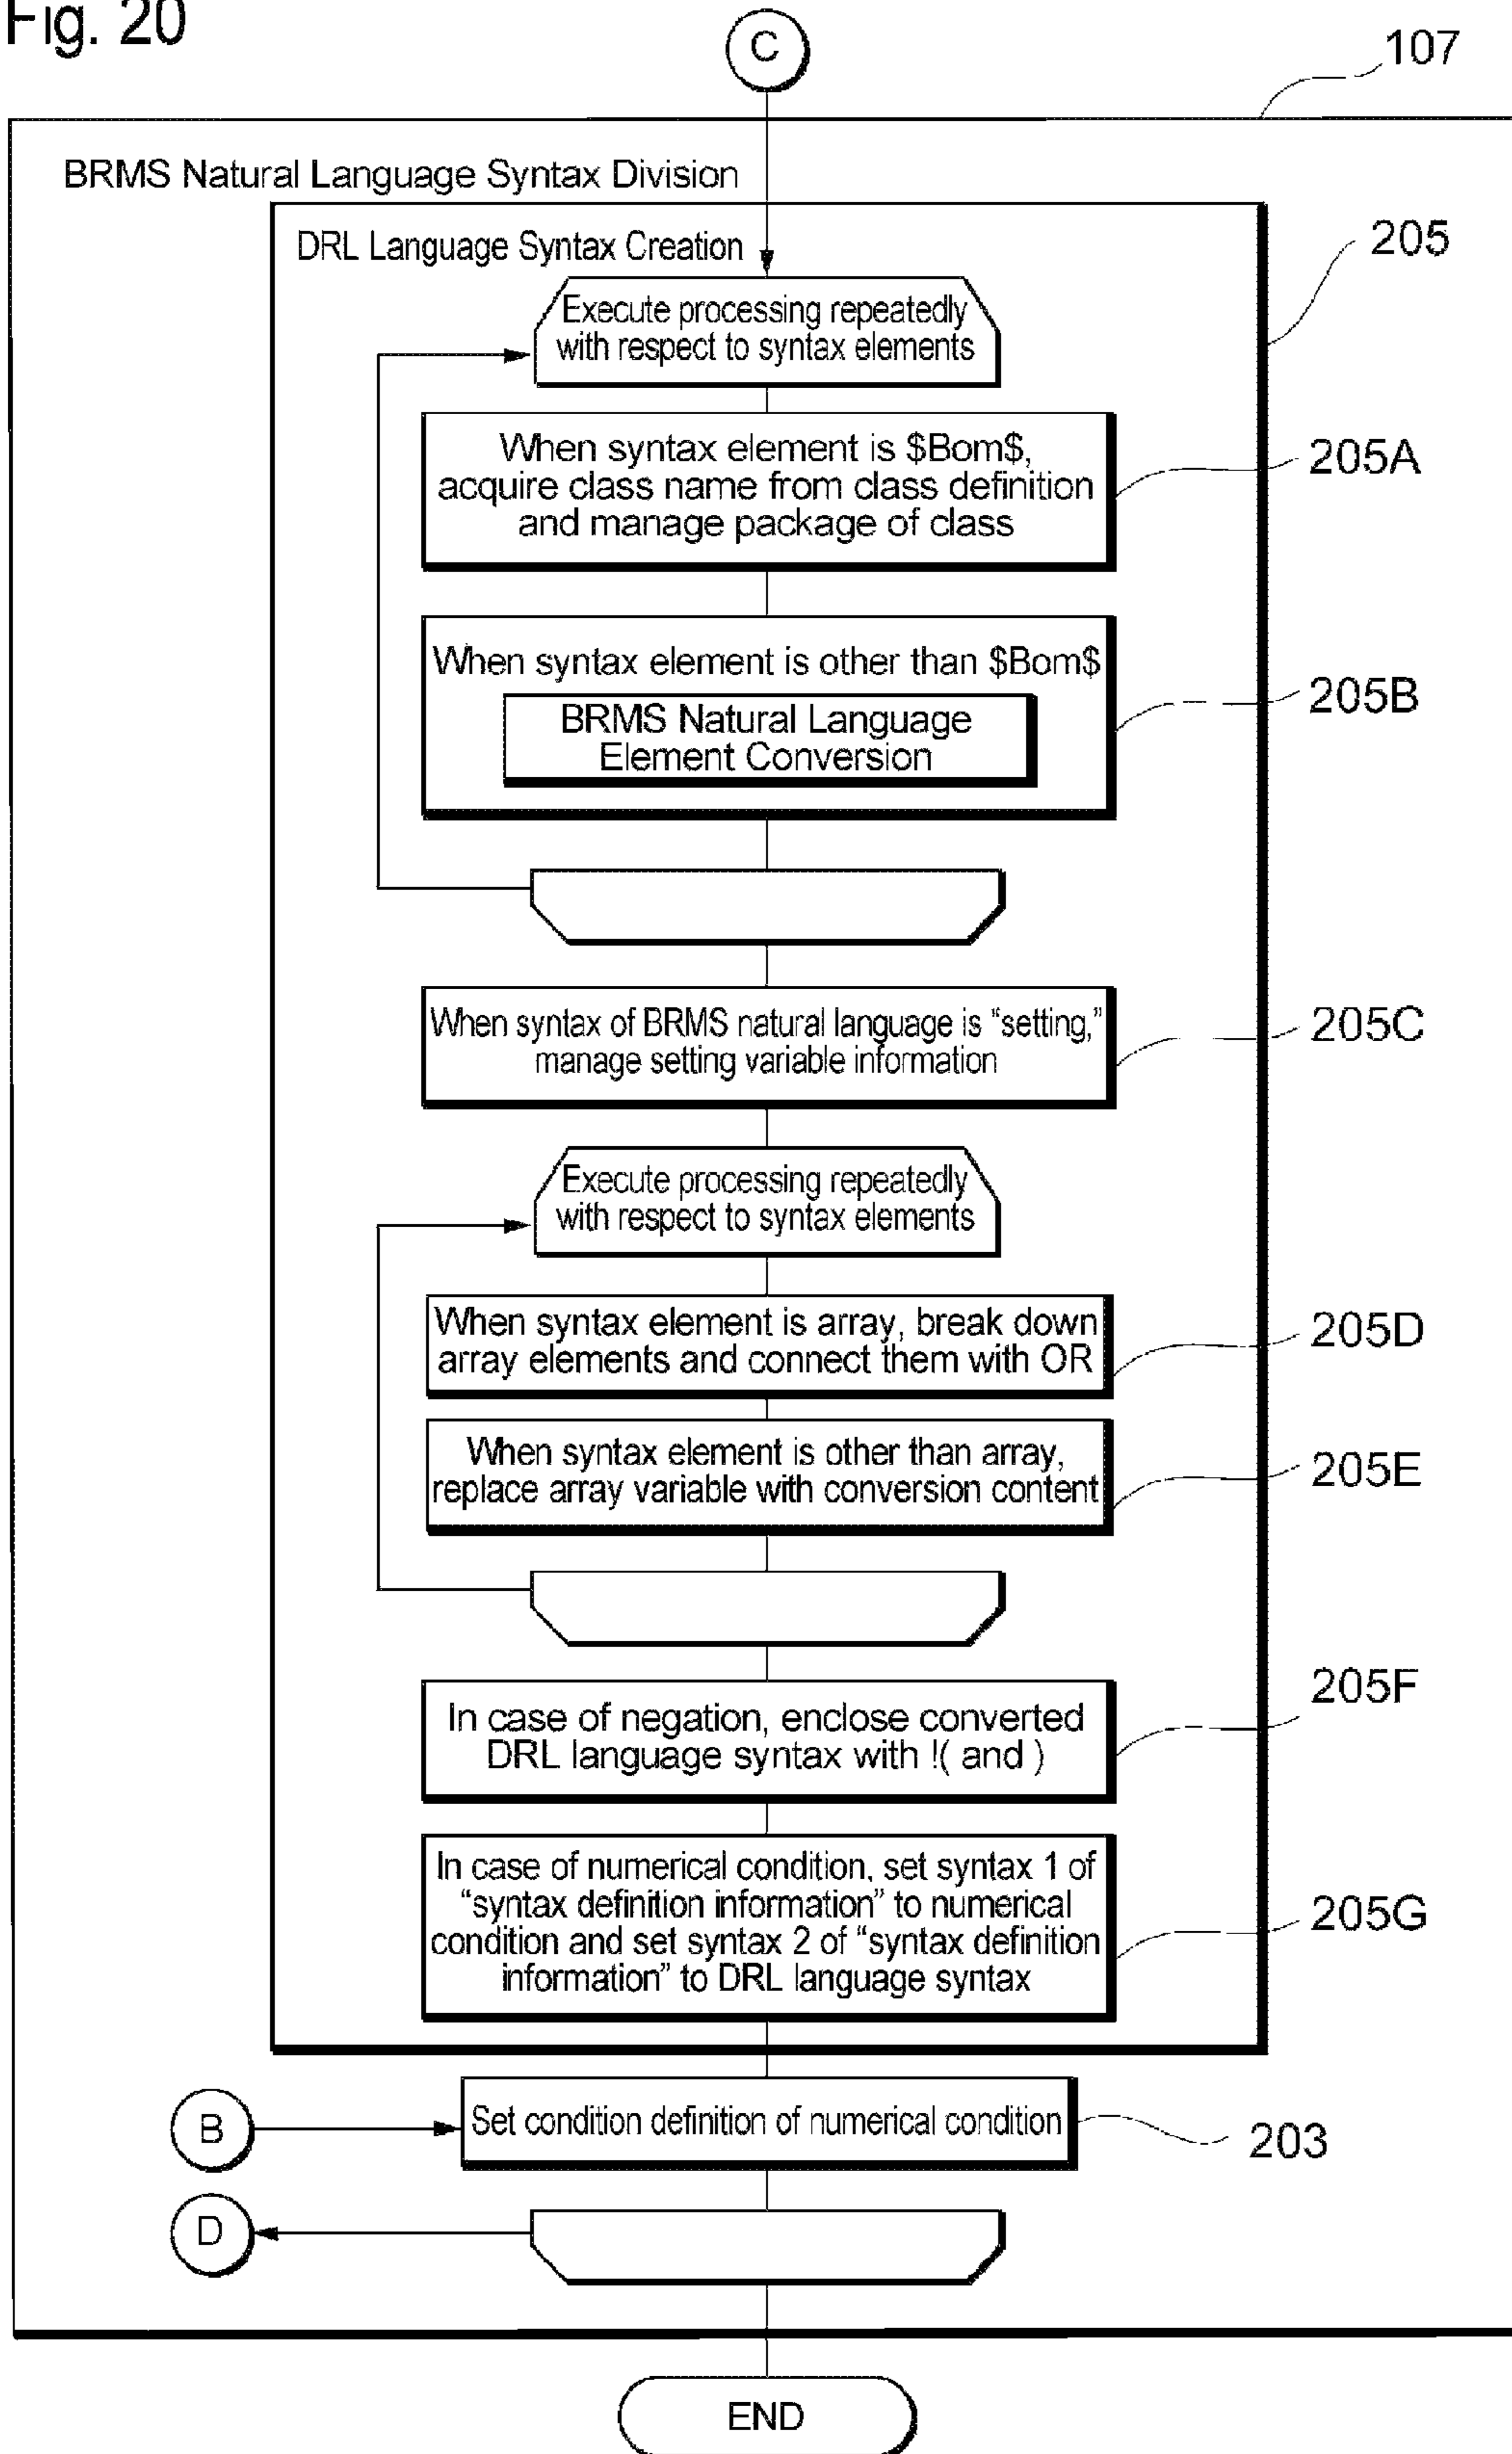 Fig. 20
C
107
BRMS Natural Language Syntax Division
DRL Language Syntax Creation
205
Execute processing repeatedly
with respect to syntax elements
When syntax element is $Bom$,
acquire class name from class definition
and manage package of class
205A
When syntax element is other than $Bom$
BRMS Natural Language
Element Conversion
205B
When syntax of BRMS natural language is “setting,”
manage setting variable information
205C
Execute processing repeatedly
with respect to syntax elements
When syntax element is array, break down
array elements and connect them with OR
205D
When syntax element is other than array,
replace array variable with conversion content
205E
In case of negation, enclose converted
DRL language syntax with !( and )
205F
In case of numerical condition, set syntax 1 of
“syntax definition information” to numerical
condition and set syntax 2 of “syntax definition
information” to DRL language syntax
205G
B
Set condition definition of numerical condition
203
D
END